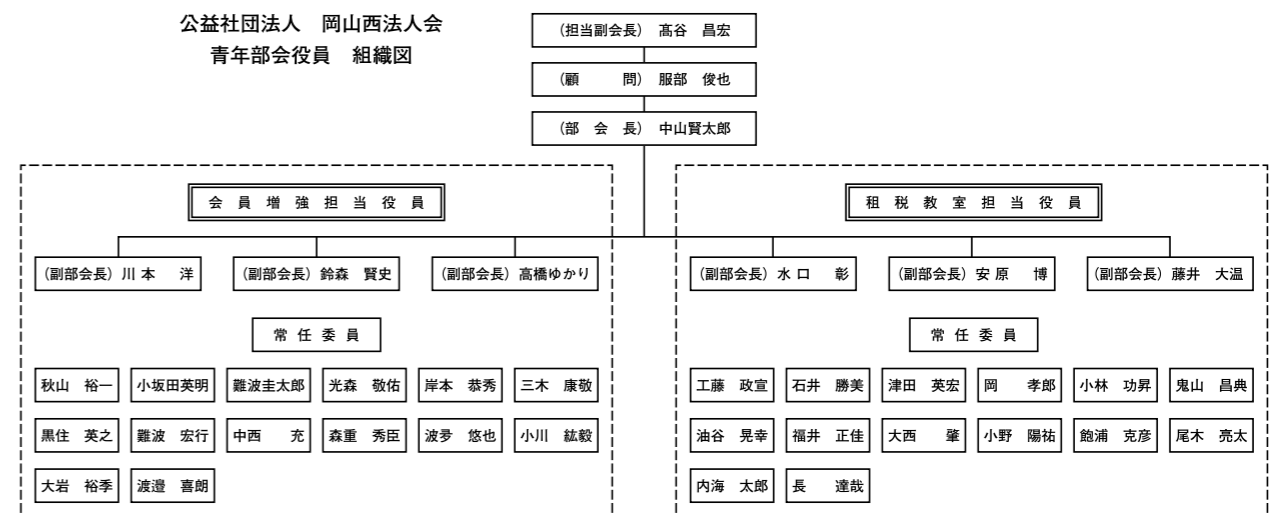 公益社団法人　岡山西法人会
青年部会役員　組織図
（担当副会長）　髙谷　昌宏
（顧　　　問）　服部　俊也
（部　会　長）　中山賢太郎
会員増強担当役員
（副部会長）川本　洋
（副部会長）鈴森　賢史
（副部会長）高橋ゆかり
常任委員
秋山　裕一
小坂田英明
難波圭太郎
光森　敬佑
岸本　恭秀
三木　康敬
黒住　英之
難波　宏行
中西　　充
森重　秀臣
波夛　悠也
小川　紘毅
大岩　裕季
渡邉　喜朗
租税教室担当役員
（副部会長）水口　彰
（副部会長）安原　博
（副部会長）藤井　大温
常任委員
工藤　政宣
石井　勝美
津田　英宏
岡　　孝郎
小林　功昇
鬼山　昌典
油谷　晃幸
福井　正佳
大西　　肇
小野　陽祐
飽浦　克彦
尾木　亮太
内海　太郎
長　　達哉